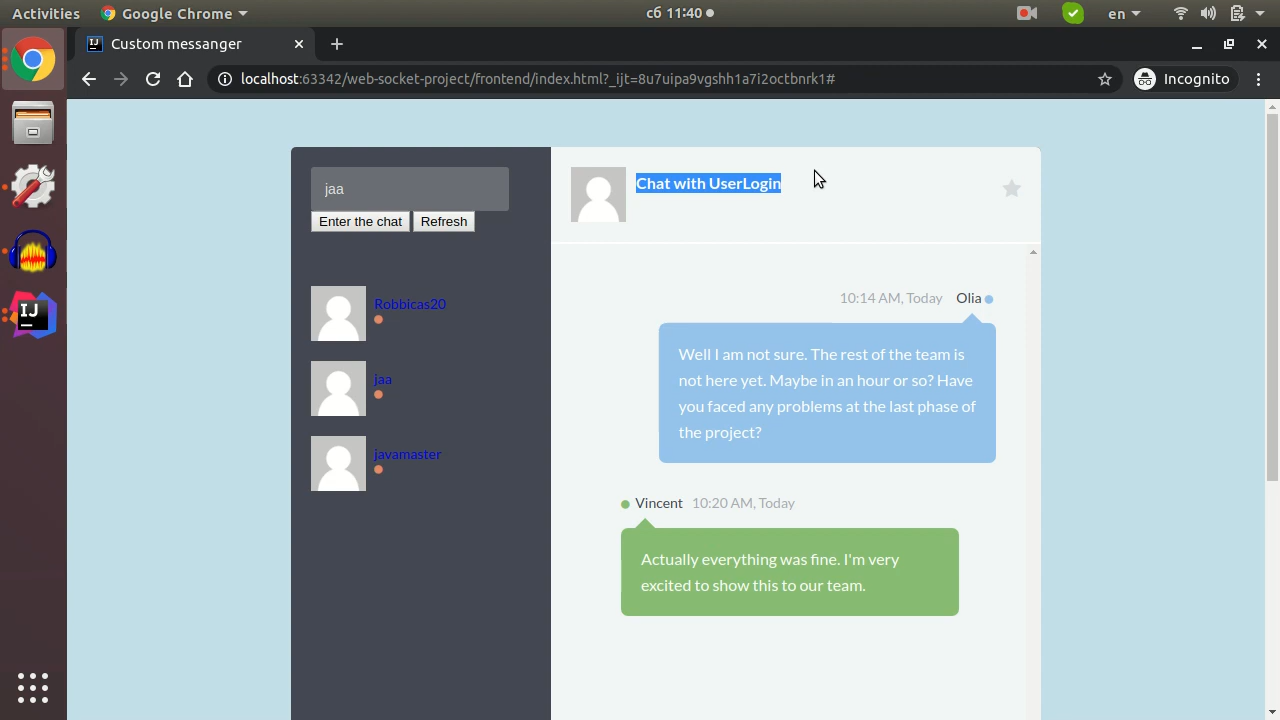 Activities
Google Chrome
сб 11:40
en
Custom messanger
localhost:63342/web-socket-project/frontend/index.html?_ijt=8u7uipa9vgshh1a7i2octbnrk1#
Incognito
jaa
Enter the chat
Refresh
Robbicas20
jaa
javamaster
Chat with UserLogin
10:14 AM, Today Olia
Well I am not sure. The rest of the team is
not here yet. Maybe in an hour or so? Have
you faced any problems at the last phase of
the project?
Vincent 10:20 AM, Today
Actually everything was fine. I'm very
excited to show this to our team.
IJ